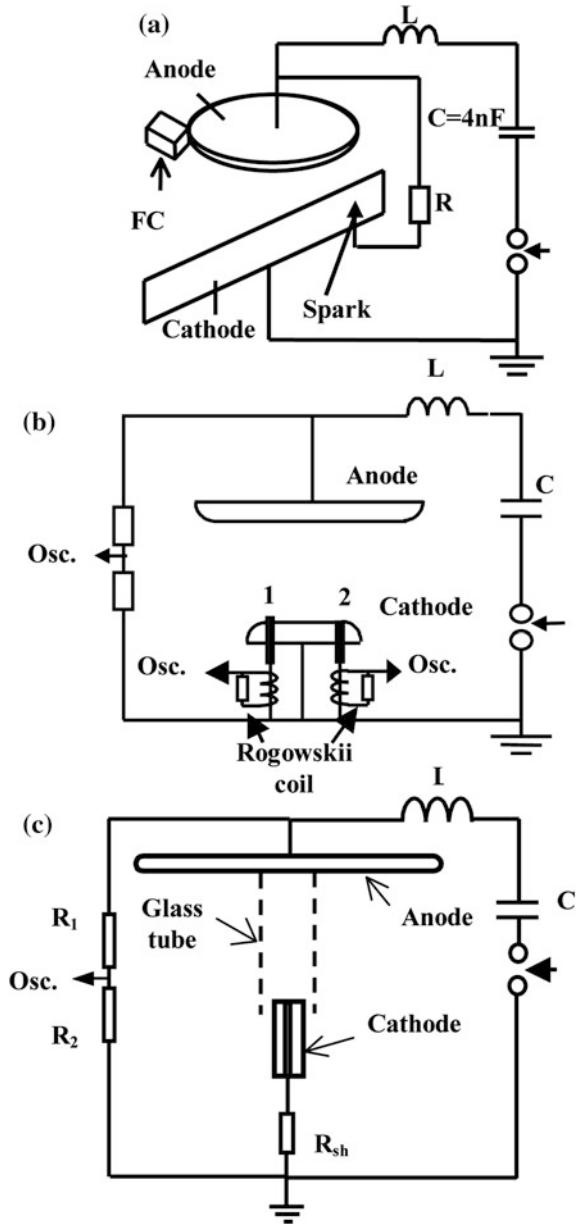 (a)
L
Anode
C=4nF
FC
R
Spark
Cathode
L
(b)
Anode
C
Osc.
1
2
Cathode
Osc.
Osc.
Rogowskii
coil
I
(c)
R1
Glass
tube
Anode
C
Osc.
R2
Cathode
Rsh